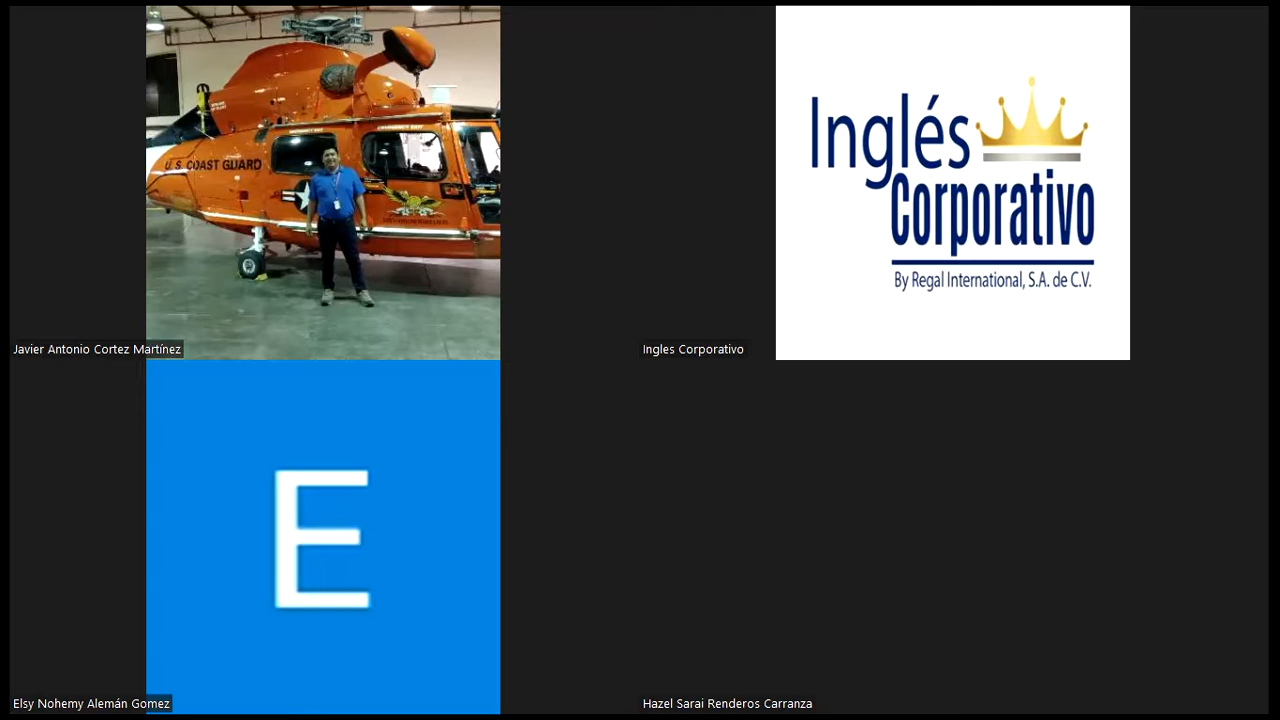 U. S. COAST GUARD
Javier Antonio Cortez Martínez
Inglés
Corporativo
By Regal International, S.A. de C.V.
Ingles Corporativo
E
Elsy Nohemy Alemán Gomez
Hazel Sarai Renderos Carranza